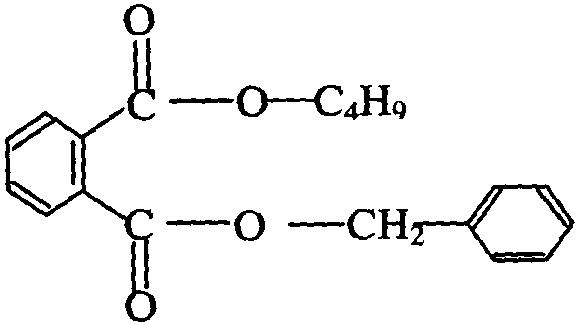 O
C O C₄H₉
C O CH₂
O